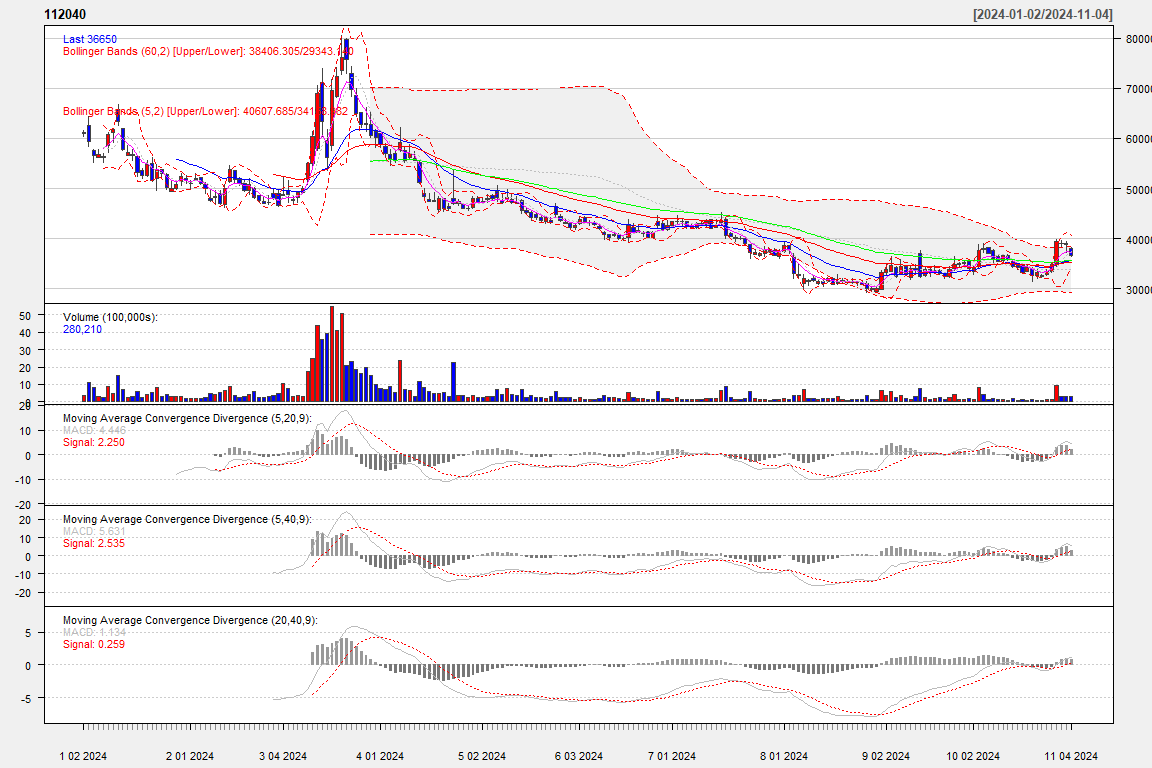 112040 [2024-01-02/2024-11-04]
Last 36650
Bollinger Bands (60,2) [Upper/Lower]: 38406.305/29343.
Bollinger Bands (5,2) [Upper/Lower]: 40607.685/34
80000
70000
60000
50000
40000
30000
Volume (100,000s):
280,210
50
40
30
20
10
0
Moving Average Convergence Divergence (5,20,9):
MACD: 4.446
Signal: 2.250
20
10
0
-10
-20
Moving Average Convergence Divergence (5,40,9):
MACD: 5.631
Signal: 2.535
20
10
0
-10
-20
Moving Average Convergence Divergence (20,40,9):
MACD: 1.134
Signal: 0.259
5
0
-5
1 02 2024 2 01 2024 3 04 2024 4 01 2024 5 02 2024 6 03 2024 7 01 2024 8 01 2024 9 02 2024 10 02 2024 11 04 2024